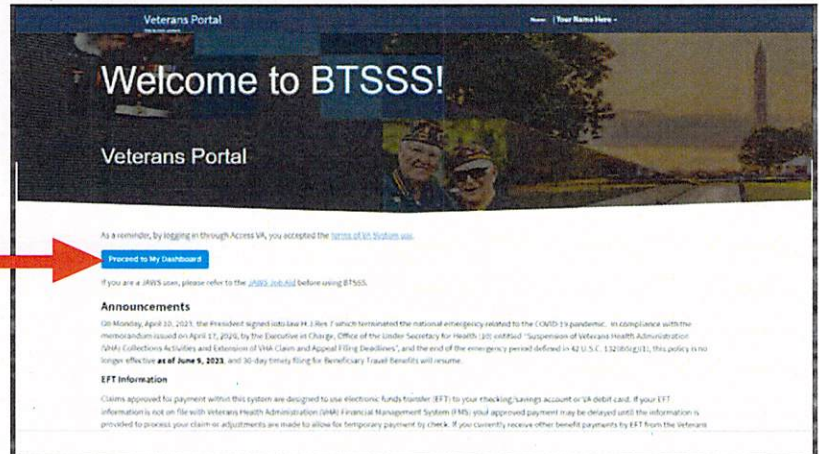 Veterans Portal
Home | Your Name Here
Welcome to BTSSS!
Veterans Portal
As a reminder, by logging in through Access VA, you accepted the terms of VA System use.
Proceed to My Dashboard
If you are a JAWS user, please refer to the JAWS Job Aid before using BTSSS.
Announcements
On Monday, April 10, 2023, the President signed into law H.J.Res.7 which terminated the national emergency related to the COVID-19 pandemic. In compliance with the
memorandum issued on April 17, 2020, by the Executive in Charge, Office of the Under Secretary for Health (10) entitled "Suspension of Veterans Health Administration
(VHA) Collections Activities and Extension of VHA Claim and Appeal Filing Deadlines", and the end of the emergency period defined in 42 U.S.C. 1320b5(g)(1), this policy is no
longer effective as of June 9, 2023, and 30-day timely filing for Beneficiary Travel Benefits will resume.
EFT Information
Claims approved for payment within this system are designed to use electronic funds transfer (EFT) to your checking/savings account or VA debit card. If your EFT
information is not on file with Veterans Health Administration (VHA) Financial Management System (FMS) your approved payment may be delayed until the information is
provided to process your claim or adjustments are made to allow for temporary payment by check. If you currently receive other benefit payments by EFT from the Veterans